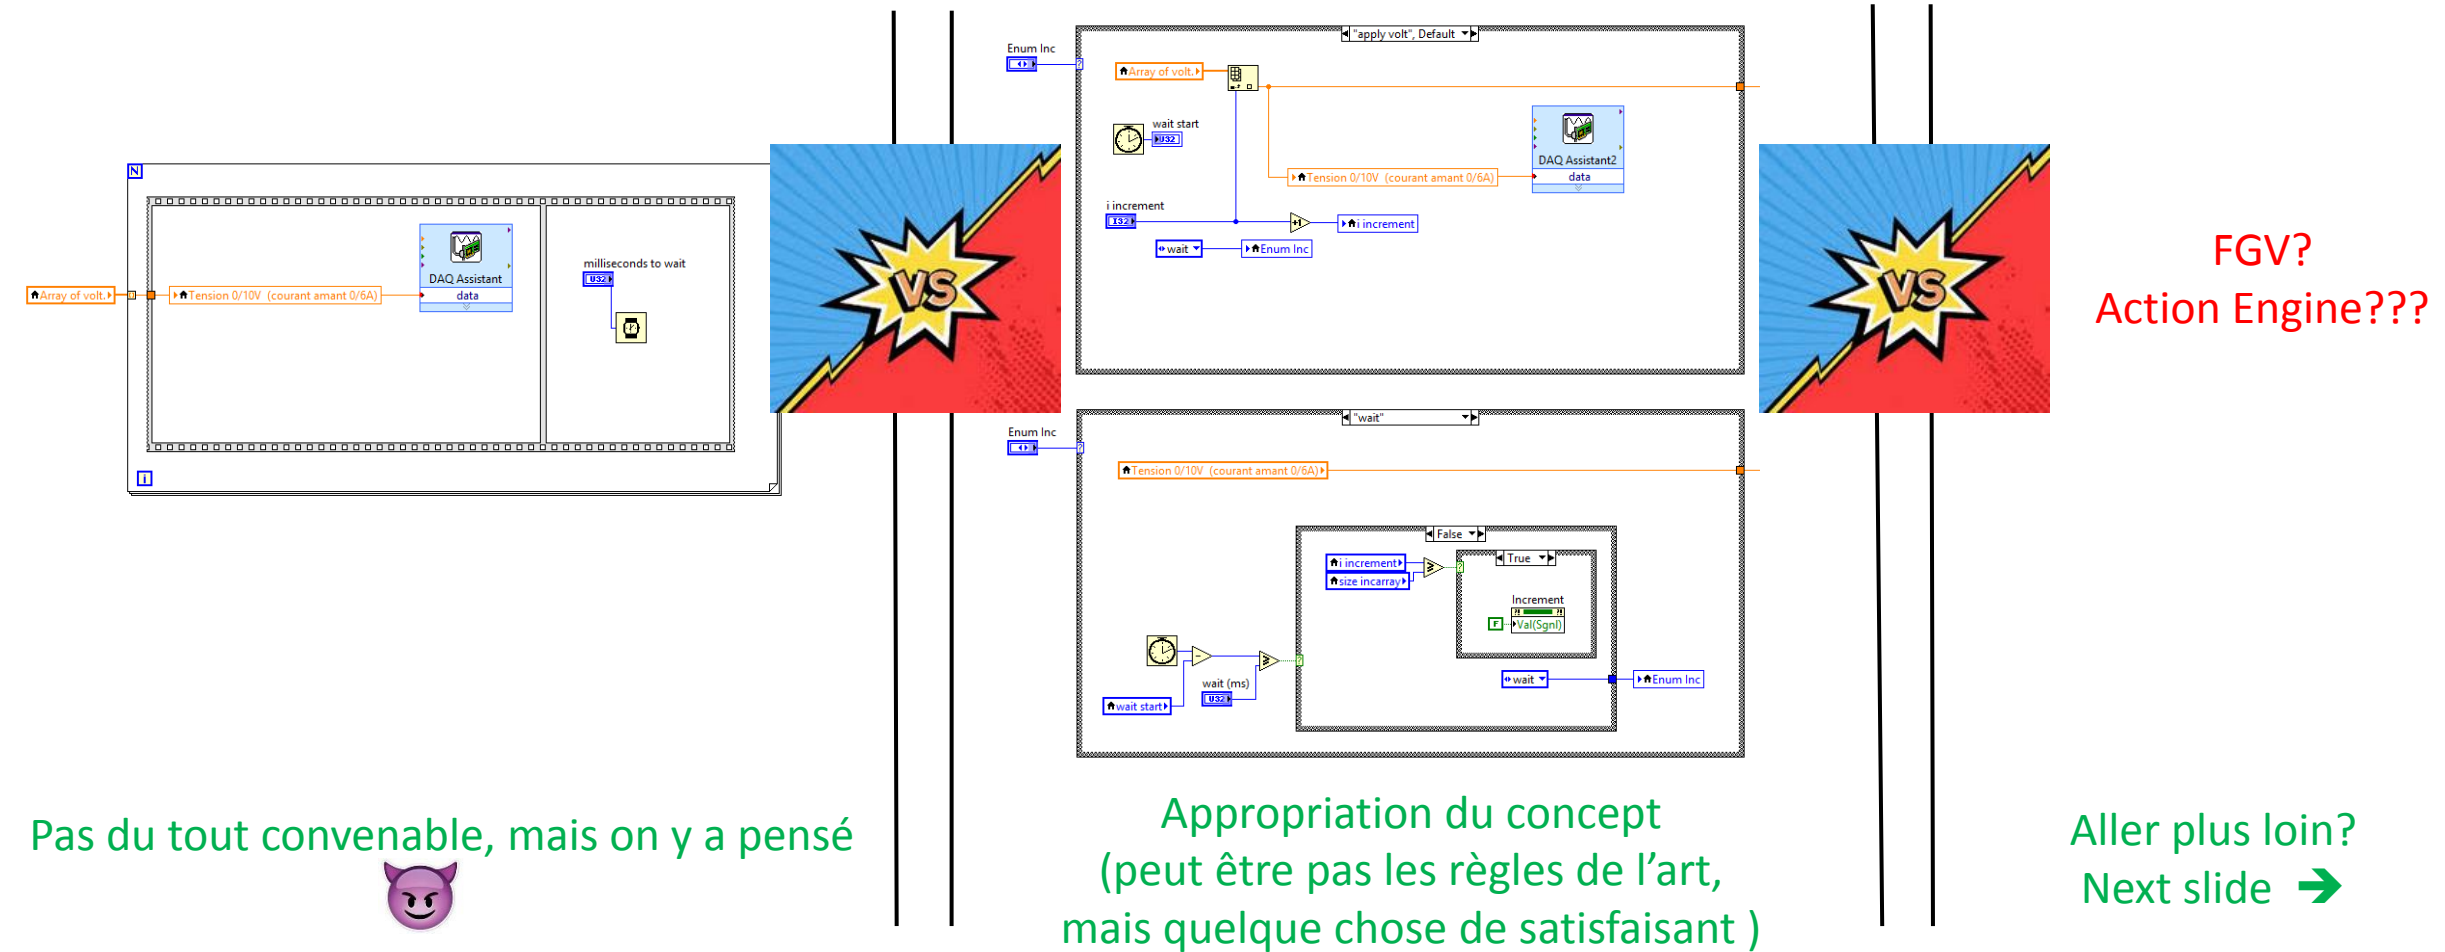 N
Array of volt.
Tension 0/10V (courant amant 0/6A)
DAQ Assistant
data
milliseconds to wait
U32
i
Pas du tout convenable, mais on y a pensé
VS
Enum Inc
"apply volt", Default
?
Array of volt.
wait start
U32
DAQ Assistant2
data
Tension 0/10V (courant amant 0/6A)
i increment
I32
+1
i increment
wait
Enum Inc
Enum Inc
"wait"
?
Tension 0/10V (courant amant 0/6A)
False
i increment
size incarray
≥
?
True
Increment
?! ?!
F
Val(Sgnl)
-
≥
?
wait (ms)
U32
wait start
wait
Enum Inc
Appropriation du concept
(peut être pas les règles de l’art,
mais quelque chose de satisfaisant )
VS
FGV?
Action Engine???
Aller plus loin?
Next slide ➔